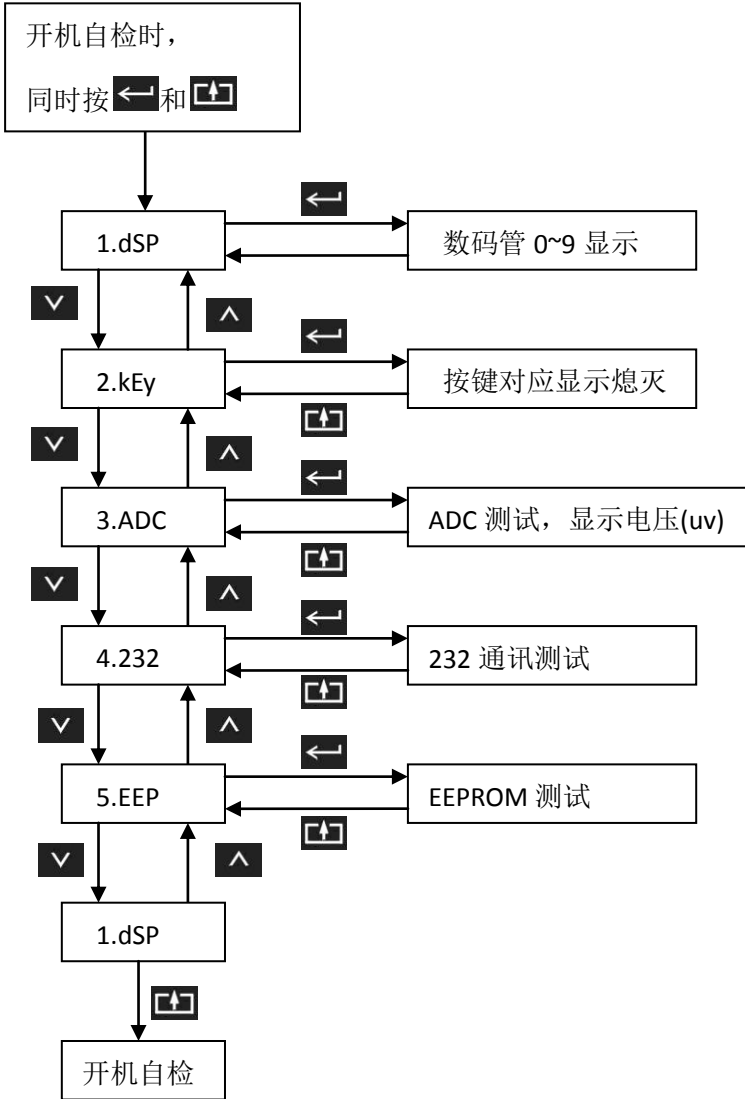 开机自检时，
同时按和
1.dSP
数码管 0~9 显示
2.kEy
按键对应显示熄灭
3.ADC
ADC 测试，显示电压(uv)
4.232
232 通讯测试
5.EEP
EEPROM 测试
1.dSP
开机自检